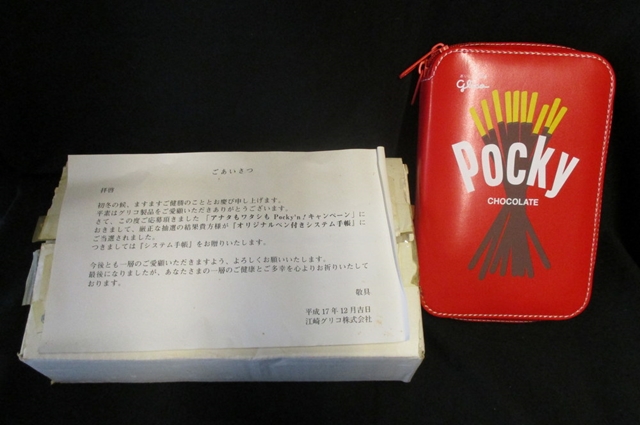 ごあいさつ
拝啓
初冬の候、ますますご健勝のこととお慶び申し上げます。
平素はグリコ製品をご愛顧いただきありがとうございます。
さて、この度ご応募頂きました「アナタもワタシも Pocky'n!キャンペーン」に
おきまして、厳正な抽選の結果貴方様が『オリジナルペン付きシステム手帳』に
ご当選されました。
つきましては『システム手帳』をお贈りいたします。
今後とも一層のご愛顧いただきますよう、よろしくお願いいたします。
最後になりましたが、あなたさまの一層のご健康とご多幸を心よりお祈りいたして
おります。
敬具
平成17年12月吉日
江崎グリコ株式会社
Glico
POCKY
CHOCOLATE